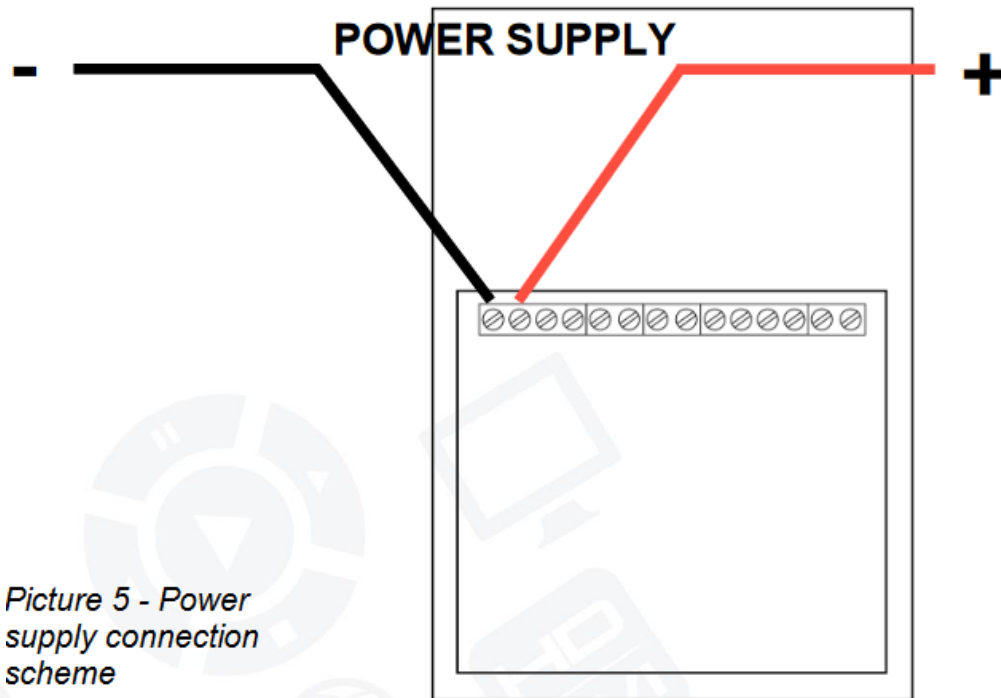 POWER SUPPLY
- +
Picture 5 - Power
supply connection
scheme